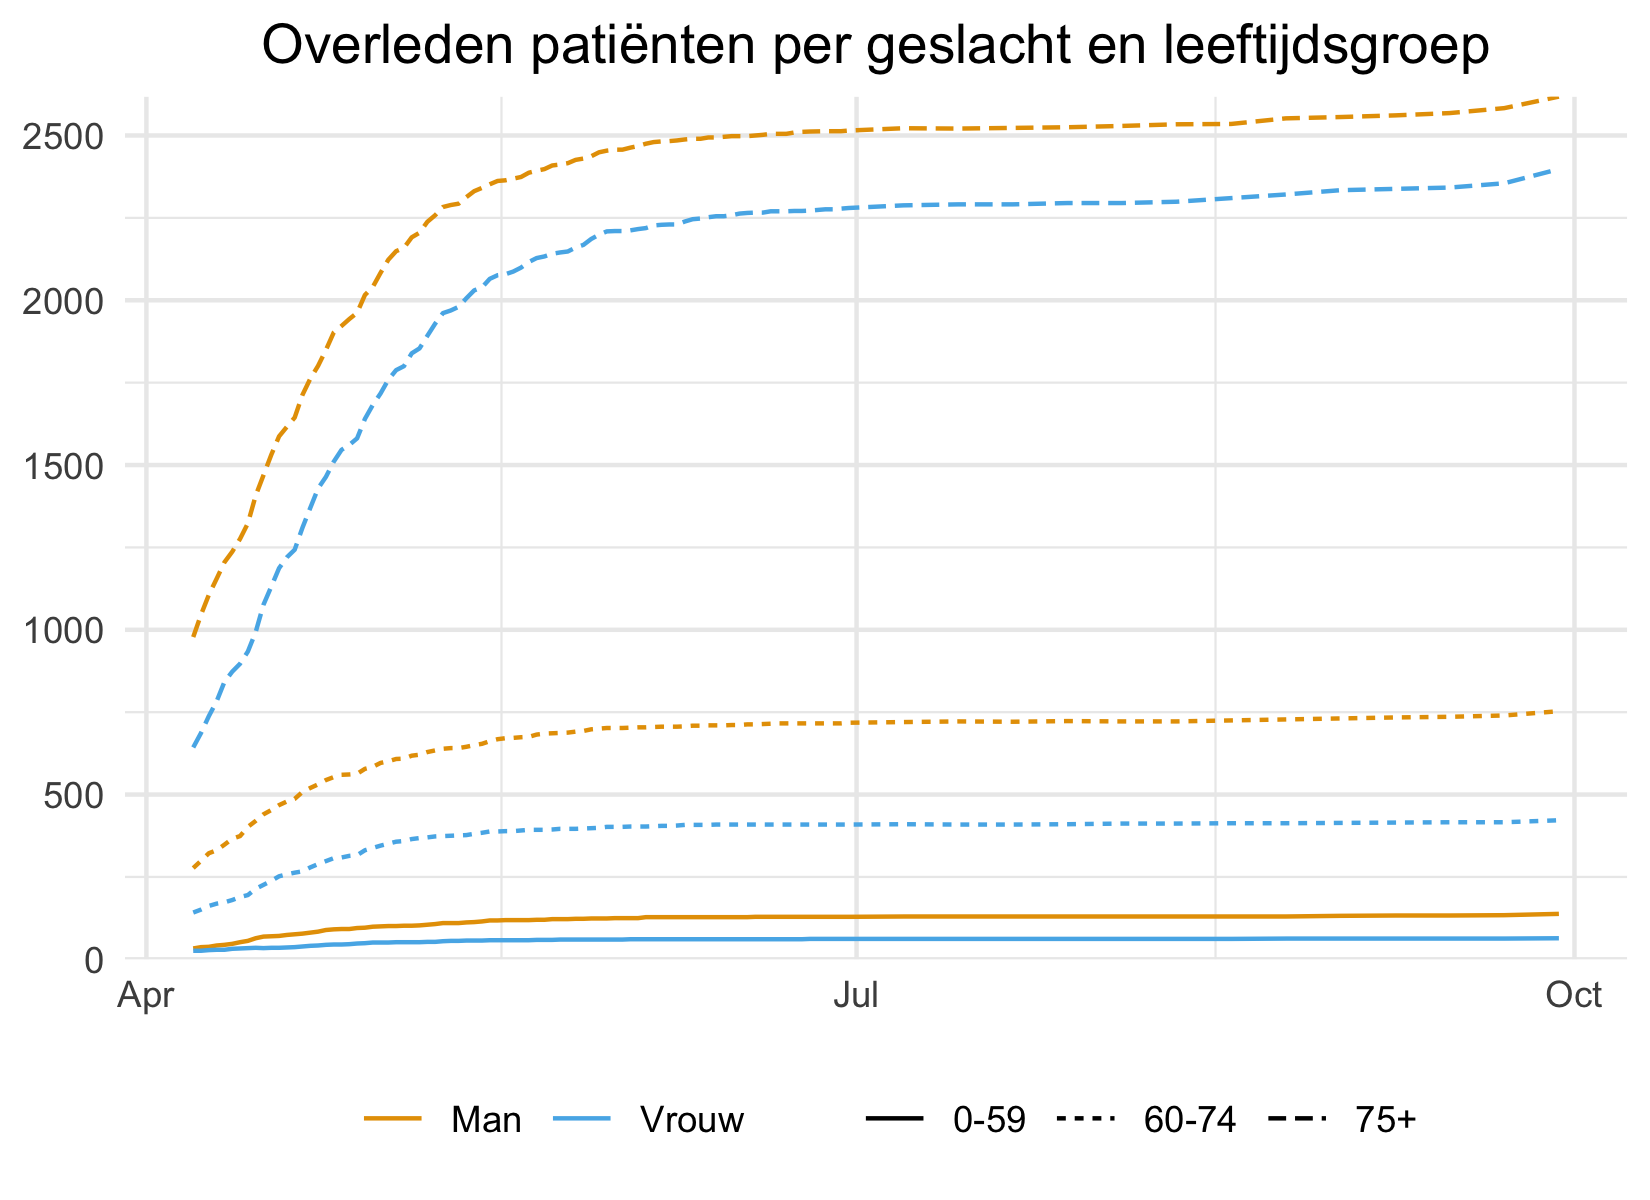 Overleden patiënten per geslacht en leeftijdsgroep
2500
2000
1500
1000
500
0
Apr Jul Oct
Man Vrouw 0-59 60-74 75+